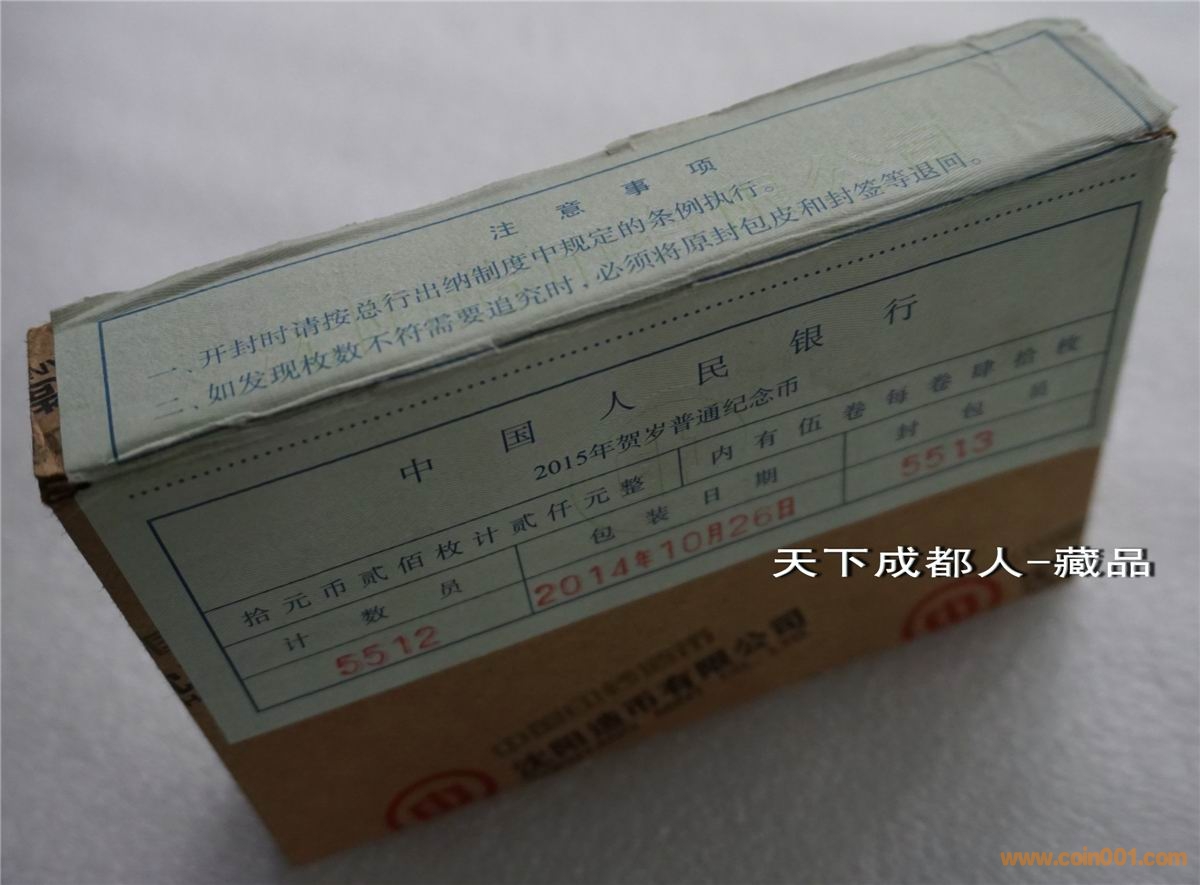 注意事项
一、开封时请按总行出纳制度中规定的条例执行。
二、如发现枚数不符需要追究时，必须将原封包皮和封签等退回。
中国人民银行
2015年贺岁普通纪念币
拾元币贰佰枚计贰仟元整 内有伍卷每卷肆拾枚
计数员 包装日期 封包员
5512 2014年10月26日 5513
天下成都人-藏品
沈阳造币有限公司
www.coin001.com